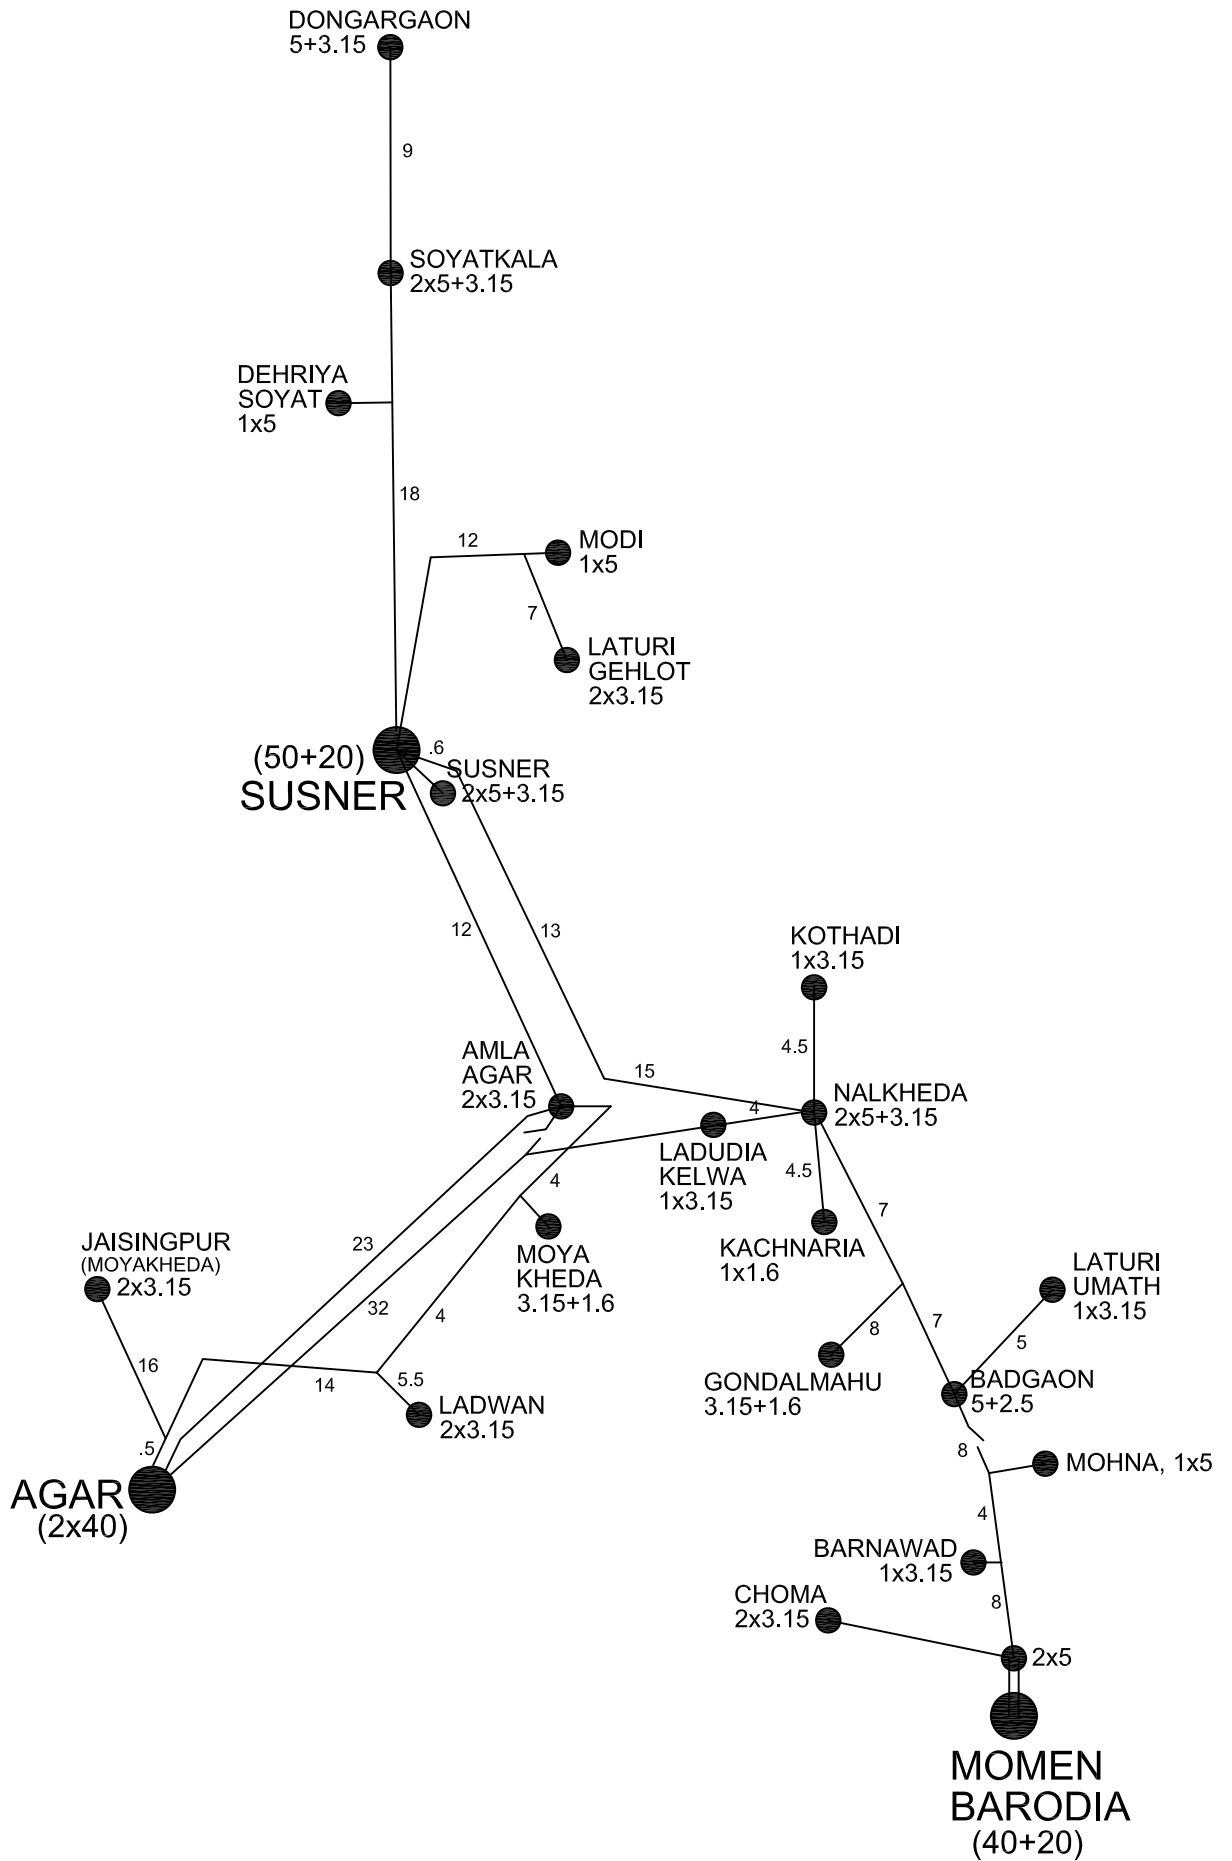 DONGARGAON
5+3.15
9
SOYATKALA
2x5+3.15
DEHRIYA
SOYAT
1x5
18
12
MODI
1x5
7
LATURI
GEHLOT
2x3.15
(50+20)
SUSNER
.6
SUSNER
2x5+3.15
12
13
KOTHADI
1x3.15
4.5
AMLA
AGAR
2x3.15
15
NALKHEDA
2x5+3.15
4
LADUDIA
KELWA
1x3.15
4.5
4
7
KACHNARIA
1x1.6
MOYA
KHEDA
3.15+1.6
JAISINGPUR
(MOYAKHEDA)
2x3.15
23
32
4
LATURI
UMATH
1x3.15
7
8
5
16
14
5.5
LADWAN
2x3.15
GONDALMAHU
3.15+1.6
BADGAON
5+2.5
.5
AGAR
(2x40)
8
MOHNA, 1x5
4
BARNAWAD
1x3.15
8
CHOMA
2x3.15
2x5
MOMEN
BARODIA
(40+20)